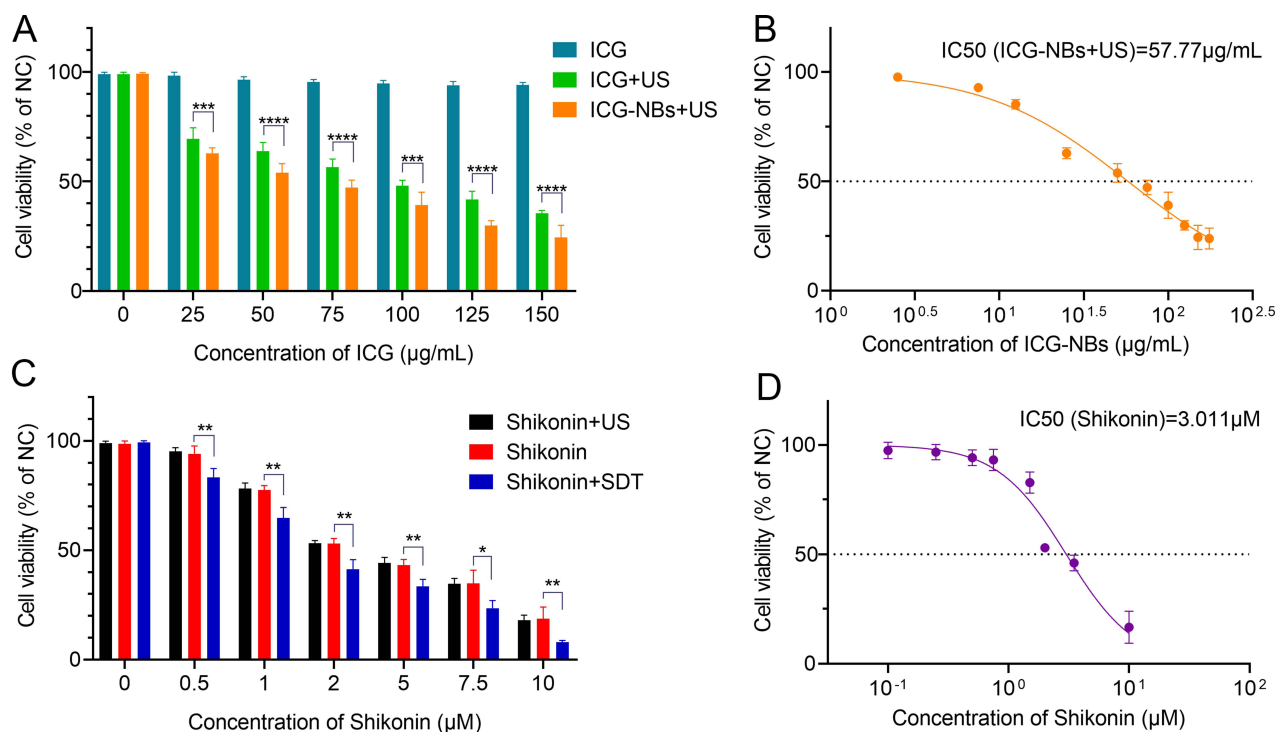 A
Cell viability (% of NC)
100
50
0
ICG
ICG+US
ICG-NBs+US
***
****
****
***
****
****
0 25 50 75 100 125 150
Concentration of ICG (µg/mL)
B
IC50 (ICG-NBs+US)=57.77µg/mL
Cell viability (% of NC)
100
50
0
10^0 10^0.5 10^1 10^1.5 10^2 10^2.5
Concentration of ICG-NBs (µg/mL)
C
Cell viability (% of NC)
100
50
0
Shikonin+US
Shikonin
Shikonin+SDT
**
**
**
**
*
**
0 0.5 1 2 5 7.5 10
Concentration of Shikonin (µM)
D
IC50 (Shikonin)=3.011µM
Cell viability (% of NC)
100
50
0
10^-1 10^0 10^1 10^2
Concentration of Shikonin (µM)